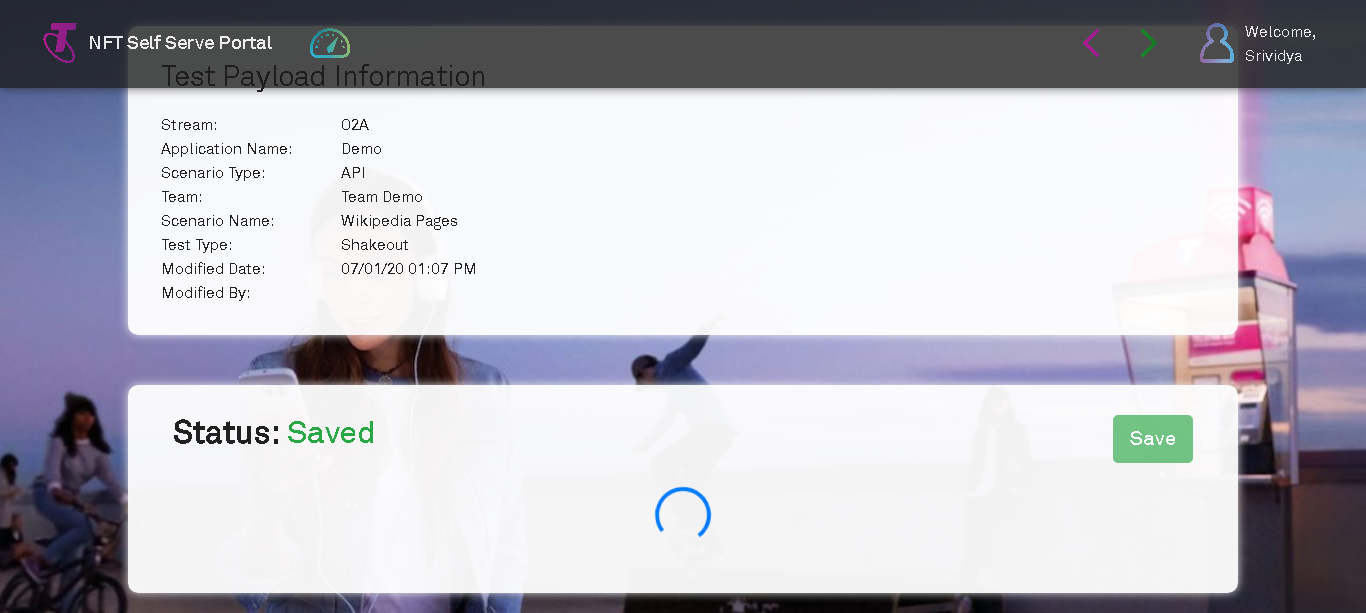 NFT Self Serve Portal
Welcome,
Srividya
Test Payload Information
Stream: O2A
Application Name: Demo
Scenario Type: API
Team: Team Demo
Scenario Name: Wikipedia Pages
Test Type: Shakeout
Modified Date: 07/01/20 01:07 PM
Modified By:
Status: Saved
Save